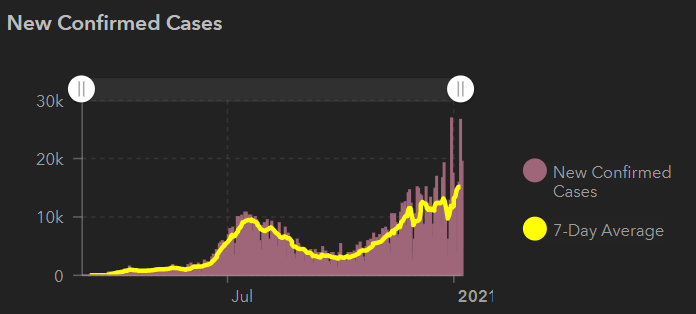 New Confirmed Cases
30k
20k
10k
0
Jul
2021
New Confirmed
Cases
7-Day Average